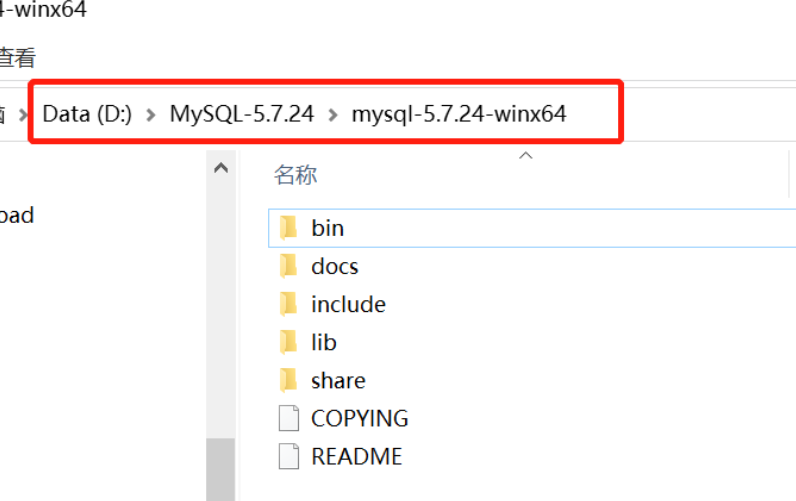 4-winx64
查看
Data (D:) > MySQL-5.7.24 > mysql-5.7.24-winx64
名称
oad
bin
docs
include
lib
share
COPYING
README